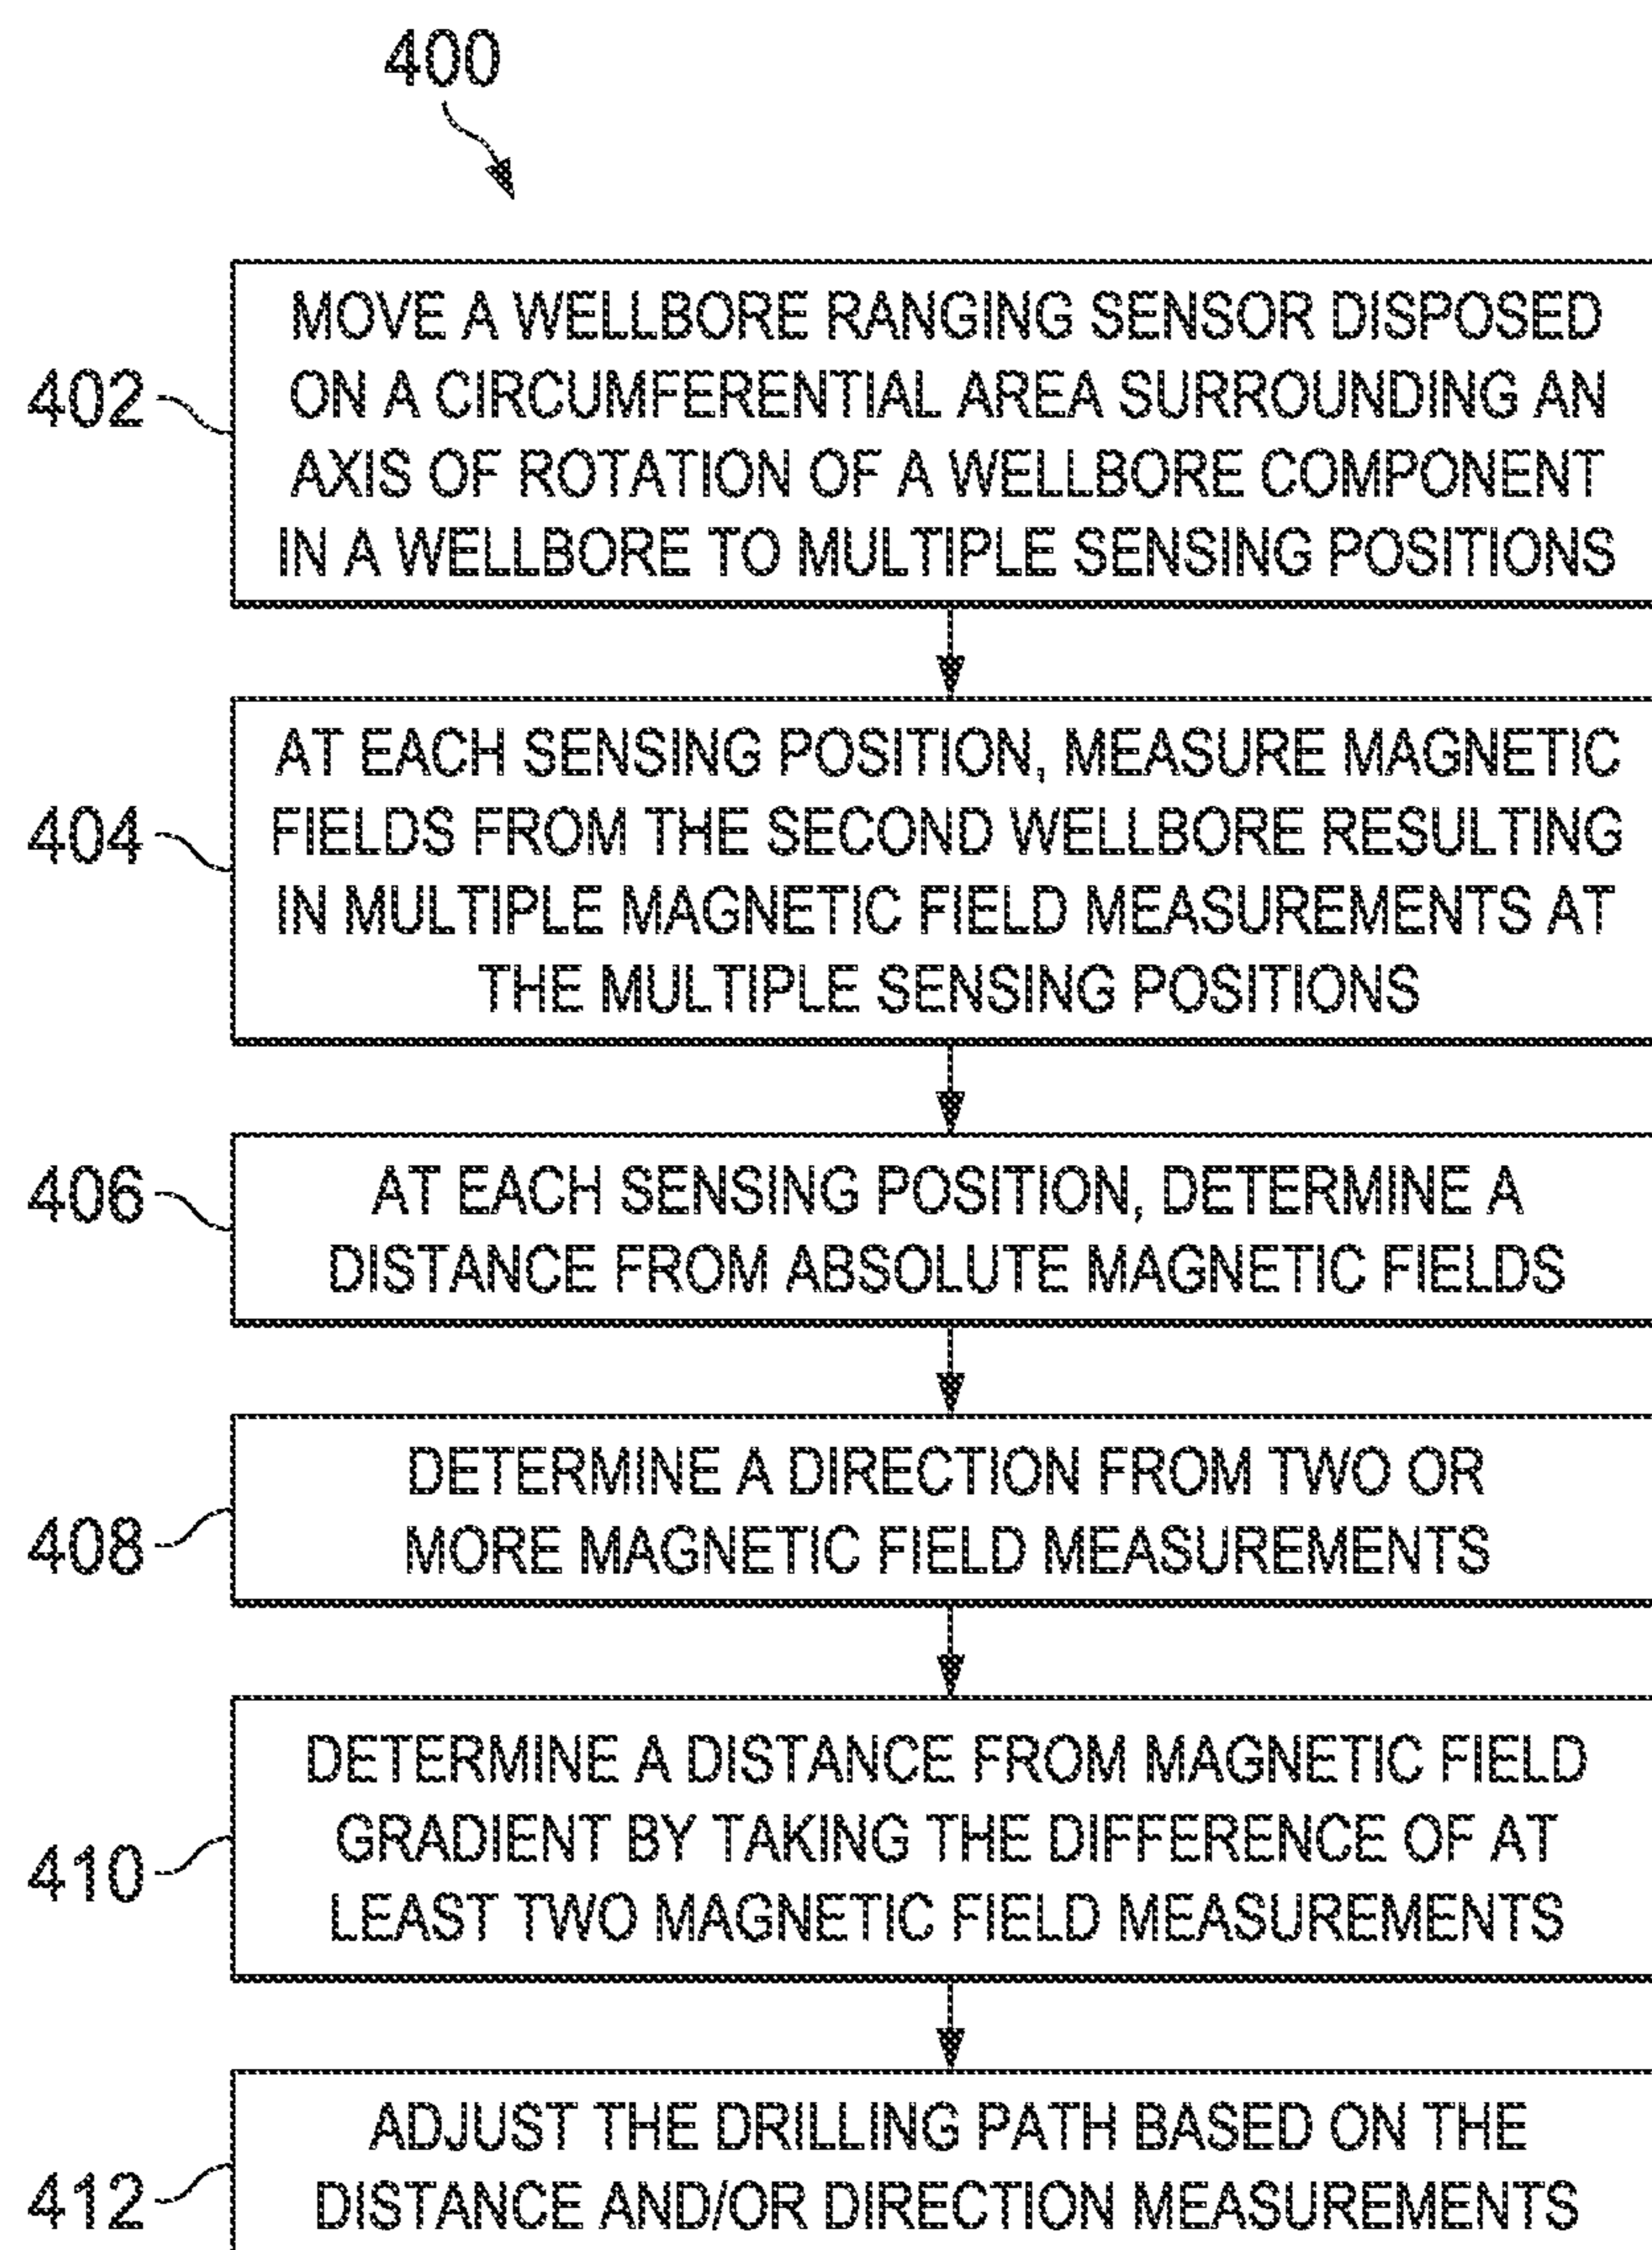 400
402
MOVE A WELLBORE RANGING SENSOR DISPOSED
ON A CIRCUMFERENTIAL AREA SURROUNDING AN
AXIS OF ROTATION OF A WELLBORE COMPONENT
IN A WELLBORE TO MULTIPLE SENSING POSITIONS
404
AT EACH SENSING POSITION, MEASURE MAGNETIC
FIELDS FROM THE SECOND WELLBORE RESULTING
IN MULTIPLE MAGNETIC FIELD MEASUREMENTS AT
THE MULTIPLE SENSING POSITIONS
406
AT EACH SENSING POSITION, DETERMINE A
DISTANCE FROM ABSOLUTE MAGNETIC FIELDS
408
DETERMINE A DIRECTION FROM TWO OR
MORE MAGNETIC FIELD MEASUREMENTS
410
DETERMINE A DISTANCE FROM MAGNETIC FIELD
GRADIENT BY TAKING THE DIFFERENCE OF AT
LEAST TWO MAGNETIC FIELD MEASUREMENTS
412
ADJUST THE DRILLING PATH BASED ON THE
DISTANCE AND/OR DIRECTION MEASUREMENTS